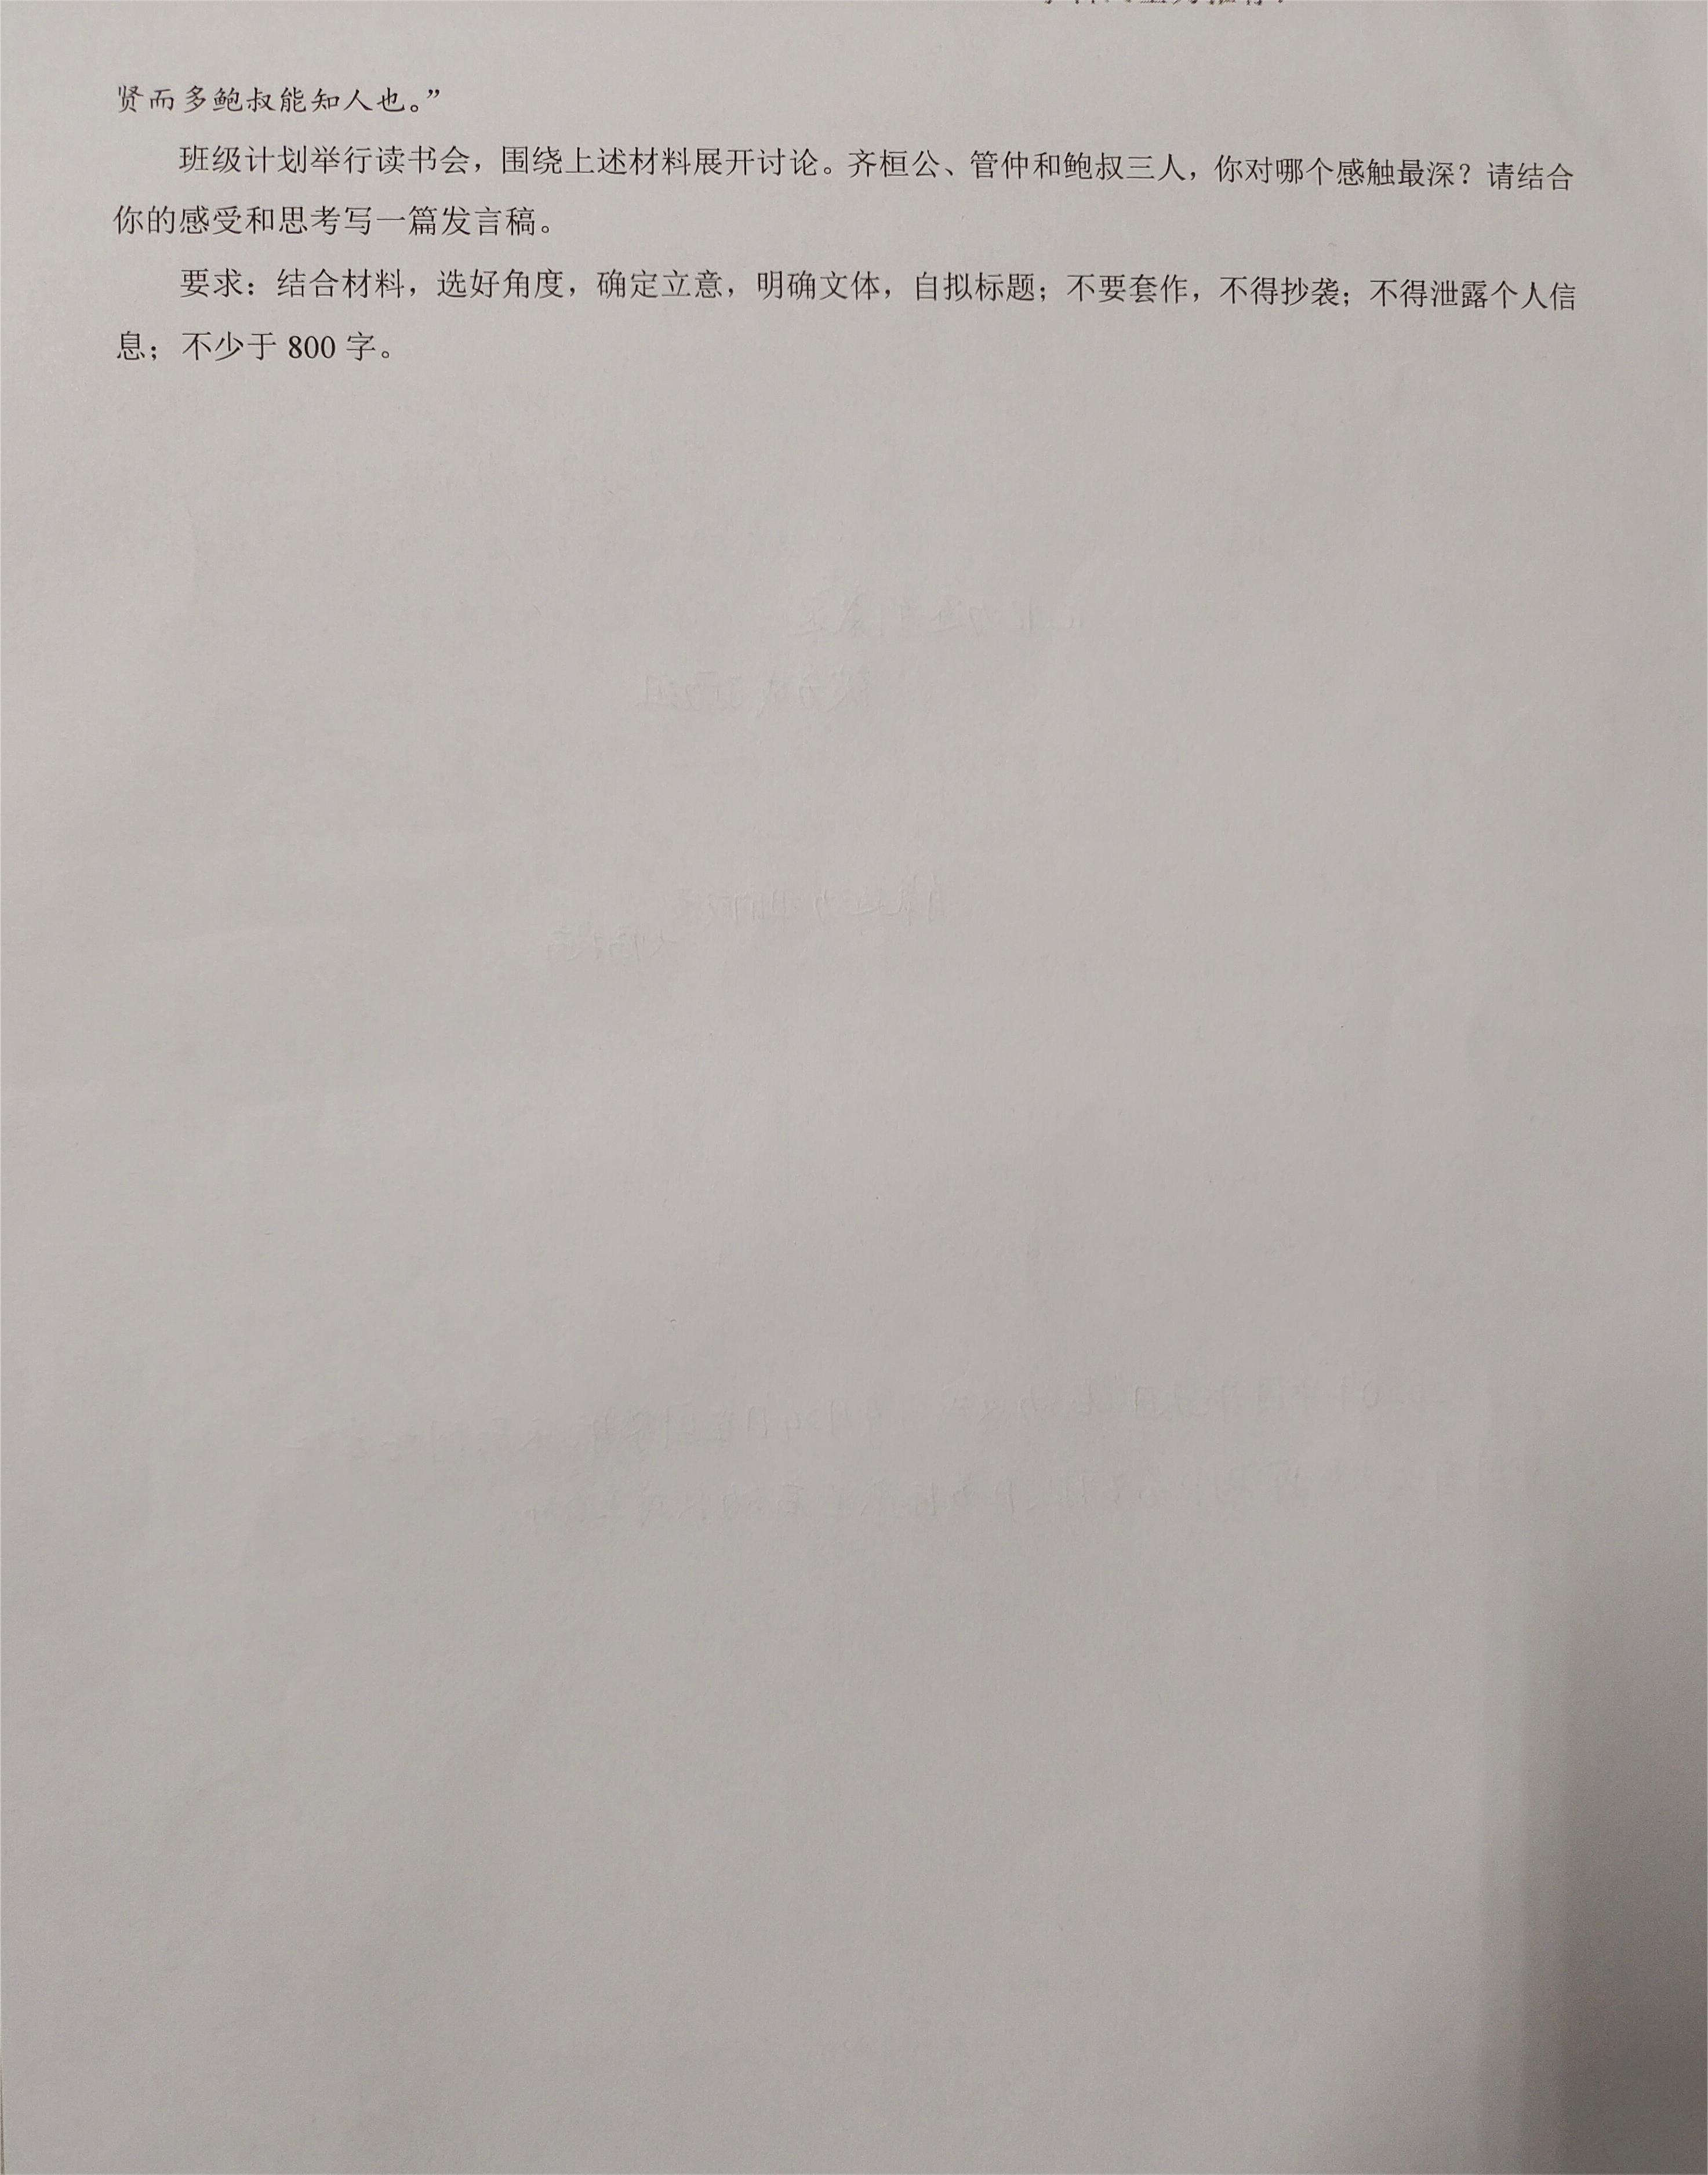 贤而多鲍叔能知人也。”
班级计划举行读书会，围绕上述材料展开讨论。齐桓公、管仲和鲍叔三人，你对哪个感触最深？请结合
你的感受和思考写一篇发言稿。
要求：结合材料，选好角度，确定立意，明确文体，自拟标题；不要套作，不得抄袭；不得泄露个人信
息；不少于 800 字。